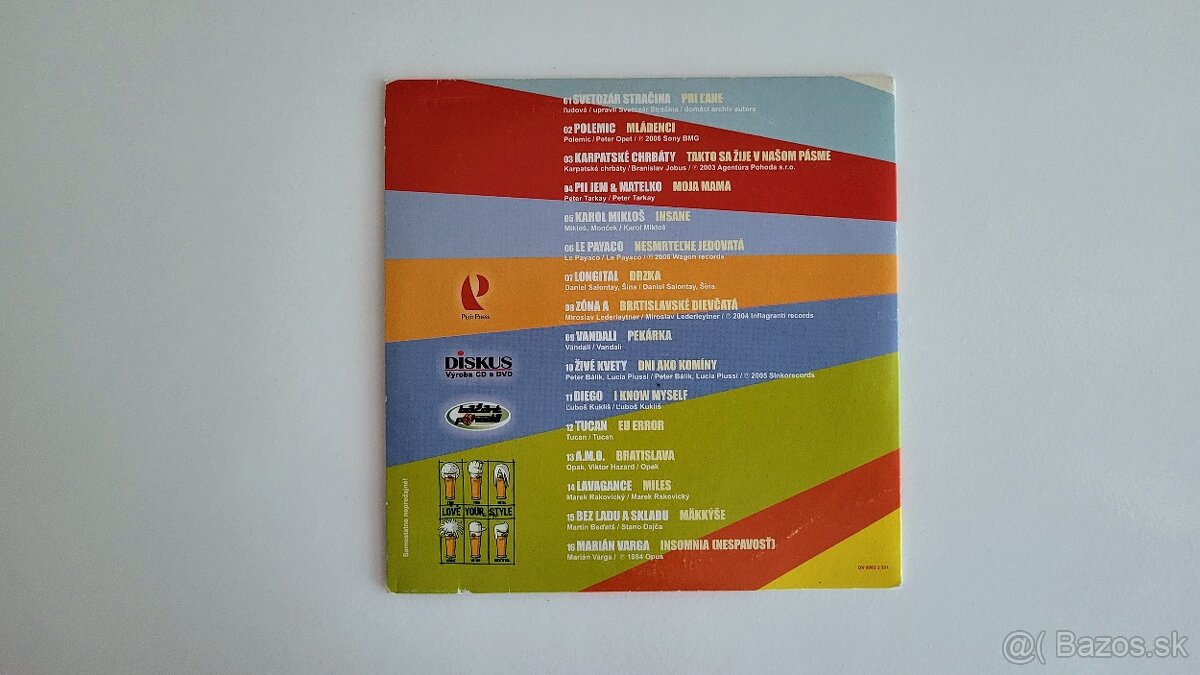 01 SVETOZÁR STRAČINA PRI ĽANE
ľudová / upravil Svetozár Stračina / domáci archív autora
02 POLEMIC MLÁDENCI
Polemic / Peter Opet / ℗ 2006 Sony BMG
03 KARPATSKÉ CHRBÁTY TAKTO SA ŽIJE V NAŠOM PÁSME
Karpatské chrbáty / Branislav Jobus / ℗ 2003 Agentúra Pohoda s.r.o.
04 PII JEM & MATELKO MOJA MAMA
Peter Tarkay / Peter Tarkay
05 KAROL MIKLOŠ INSANE
Mikloš, Monček / Karol Mikloš
06 LE PAYACO NESMRTEĽNE JEDOVATÁ
Le Payaco / Le Payaco / ℗ 2006 Wagon records
07 LONGITAL DRZKA
Daniel Salontay, Šina / Daniel Salontay, Šina
08 ZÓNA A BRATISLAVSKÉ DIEVČATÁ
Miroslav Lederleytner / Miroslav Lederleytner / ℗ 2004 Inflagranti records
09 VANDALI PEKÁRKA
Vandali / Vandali
10 ŽIVÉ KVETY DNI AKO KOMÍNY
Peter Bálik, Lucia Piussi / Peter Bálik, Lucia Piussi / ℗ 2005 Slnkorecords
11 DIEGO I KNOW MYSELF
Ľuboš Kukliš / Ľuboš Kukliš
12 TUCAN EU ERROR
Tucan / Tucan
13 A.M.O. BRATISLAVA
Opak, Viktor Hazard / Opak
14 LAVAGANCE MILES
Marek Rakovický / Marek Rakovický
15 BEZ LADU A SKLADU MÄKKÝŠE
Martin Beďatš / Stano Dajča
16 MARIÁN VARGA INSOMNIA (NESPAVOSŤ)
Marián Varga / ℗ 1984 Opus
Petit Press
DISKUS
Výroba CD a DVD
LOVE YOUR STYLE
Samostatne nepredajné!
@( Bazos.sk